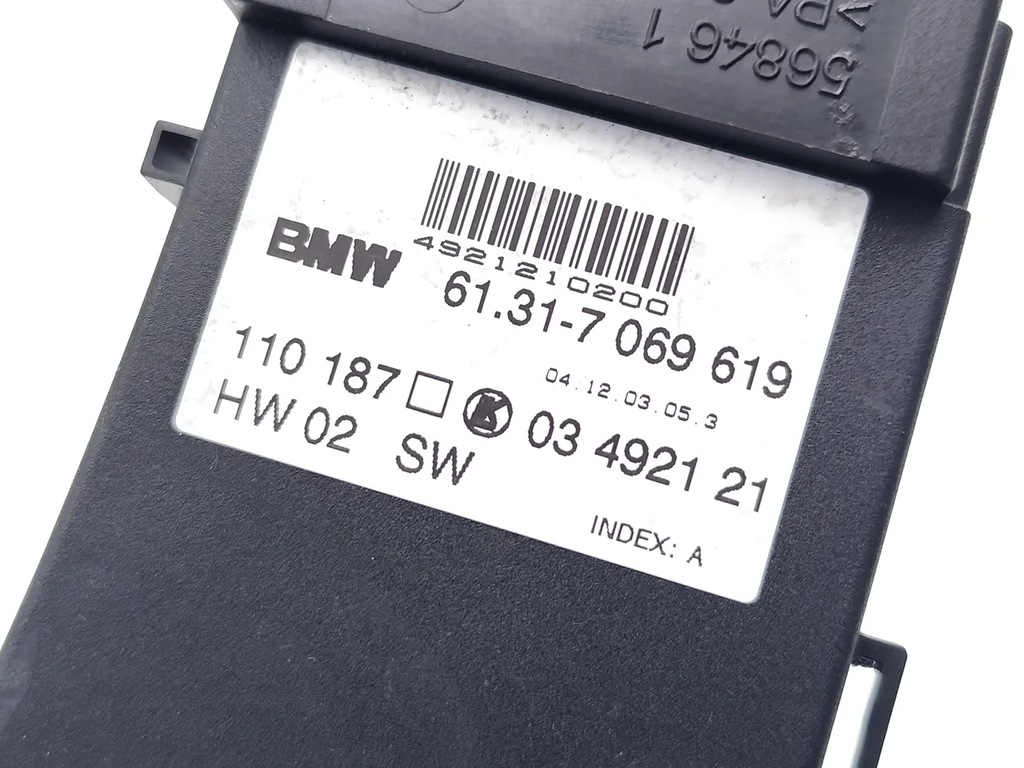 56846 1
BMW
4921210200
61.31-7 069 619
04.12.03.05.3
110 187 03 4921 21
HW 02 SW
INDEX: A